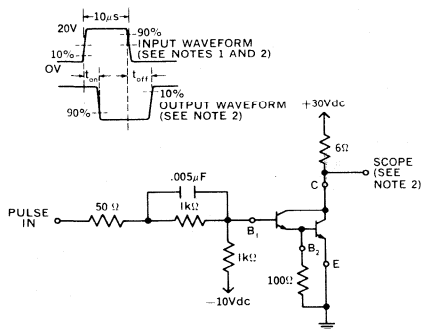 10µs
20V
90%
INPUT WAVEFORM
(SEE NOTES 1 AND 2)
10%
0V
ton
toff
10%
OUTPUT WAVEFORM
(SEE NOTE 2)
90%
+30Vdc
6Ω
SCOPE
(SEE
NOTE 2)
C
.005µF
PULSE
IN
50 Ω
1kΩ
B1
B2
E
1kΩ
100Ω
-10Vdc